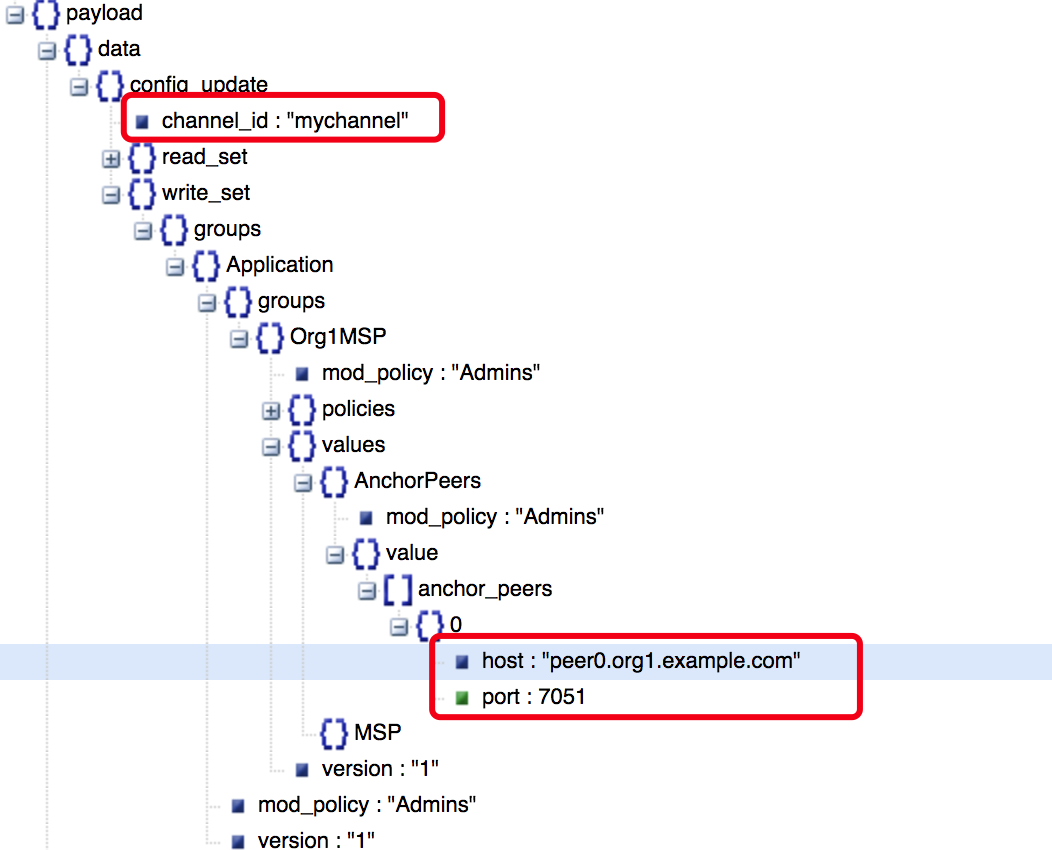 payload
data
config_update
channel_id : "mychannel"
read_set
write_set
groups
Application
groups
Org1MSP
mod_policy : "Admins"
policies
values
AnchorPeers
mod_policy : "Admins"
value
anchor_peers
0
host : "peer0.org1.example.com"
port : 7051
MSP
version : "1"
mod_policy : "Admins"
version : "1"